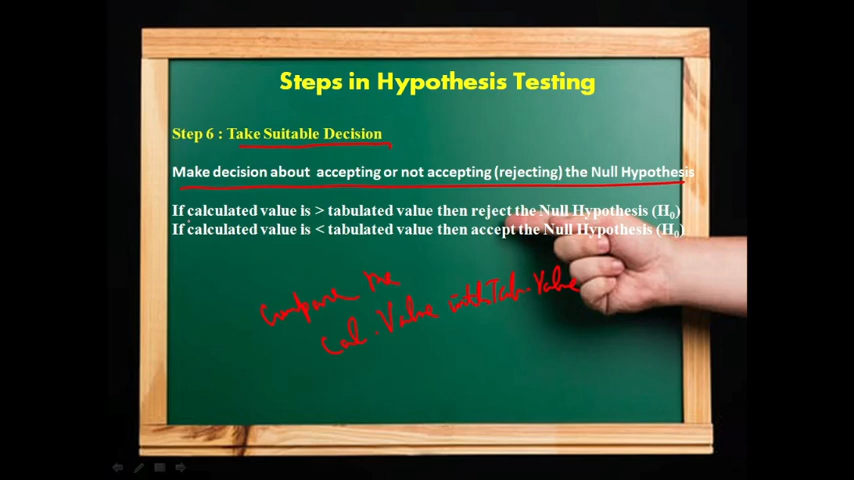 Steps in Hypothesis Testing
Step 6 : Take Suitable Decision
Make decision about accepting or not accepting (rejecting) the Null Hypothesis
If calculated value is > tabulated value then reject the Null Hypothesis (H₀)
If calculated value is < tabulated value then accept the Null Hypothesis (H₀)
compare the
Cal. Value with Tab. Value